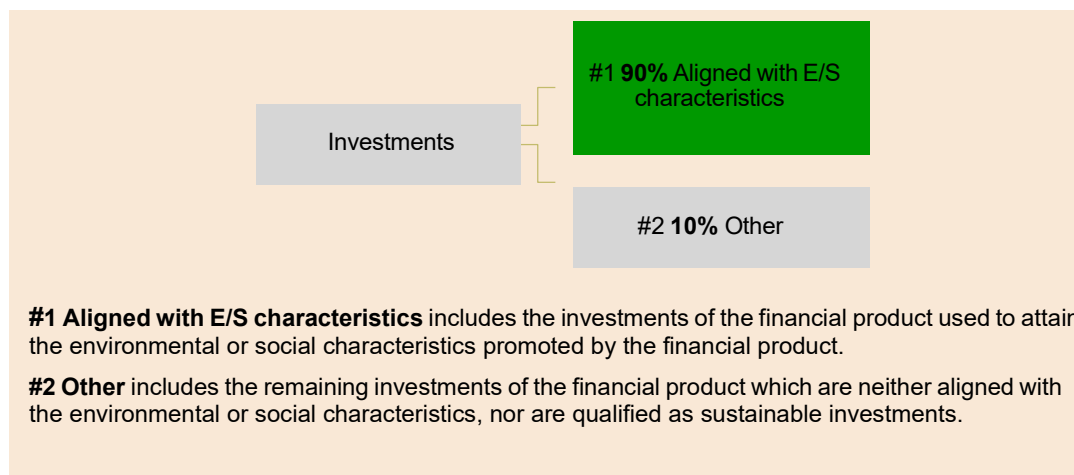 #1 90% Aligned with E/S
characteristics
Investments
#2 10% Other
#1 Aligned with E/S characteristics includes the investments of the financial product used to attain
the environmental or social characteristics promoted by the financial product.
#2 Other includes the remaining investments of the financial product which are neither aligned with
the environmental or social characteristics, nor are qualified as sustainable investments.